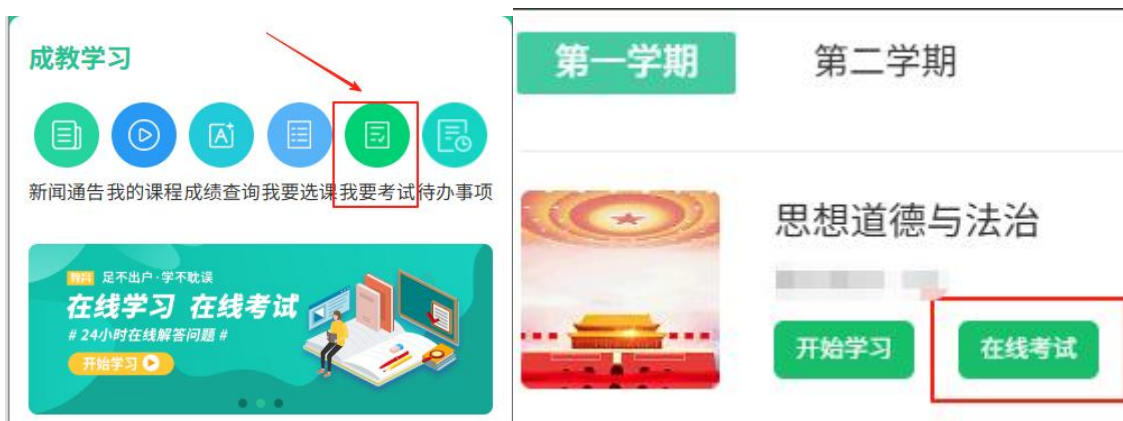 成教学习
新闻通告 我的课程 成绩查询 我要选课 我要考试 待办事项
足不出户·学不耽误
在线学习 在线考试
# 24小时在线解答问题 #
开始学习
第一学期 第二学期
思想道德与法治
开始学习 在线考试